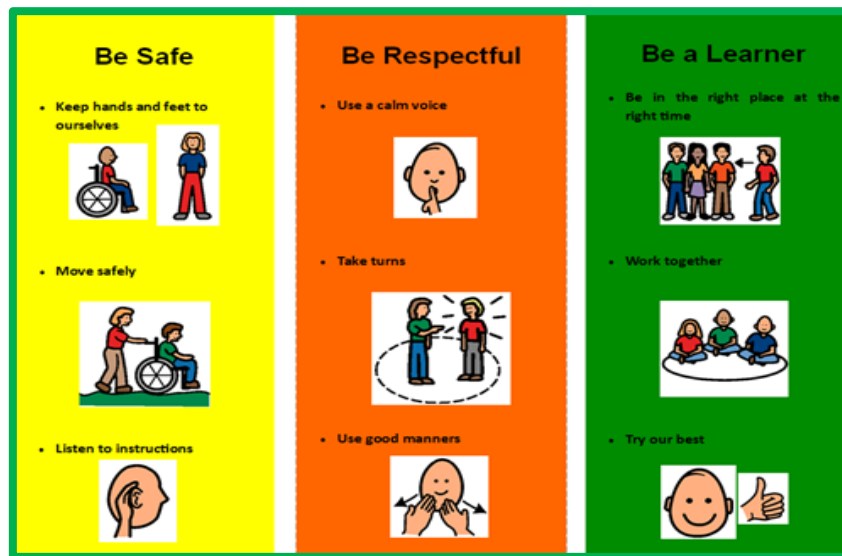 Be Safe
• Keep hands and feet to
ourselves
• Move safely
• Listen to instructions
Be Respectful
• Use a calm voice
• Take turns
• Use good manners
Be a Learner
• Be in the right place at the
right time
• Work together
• Try our best